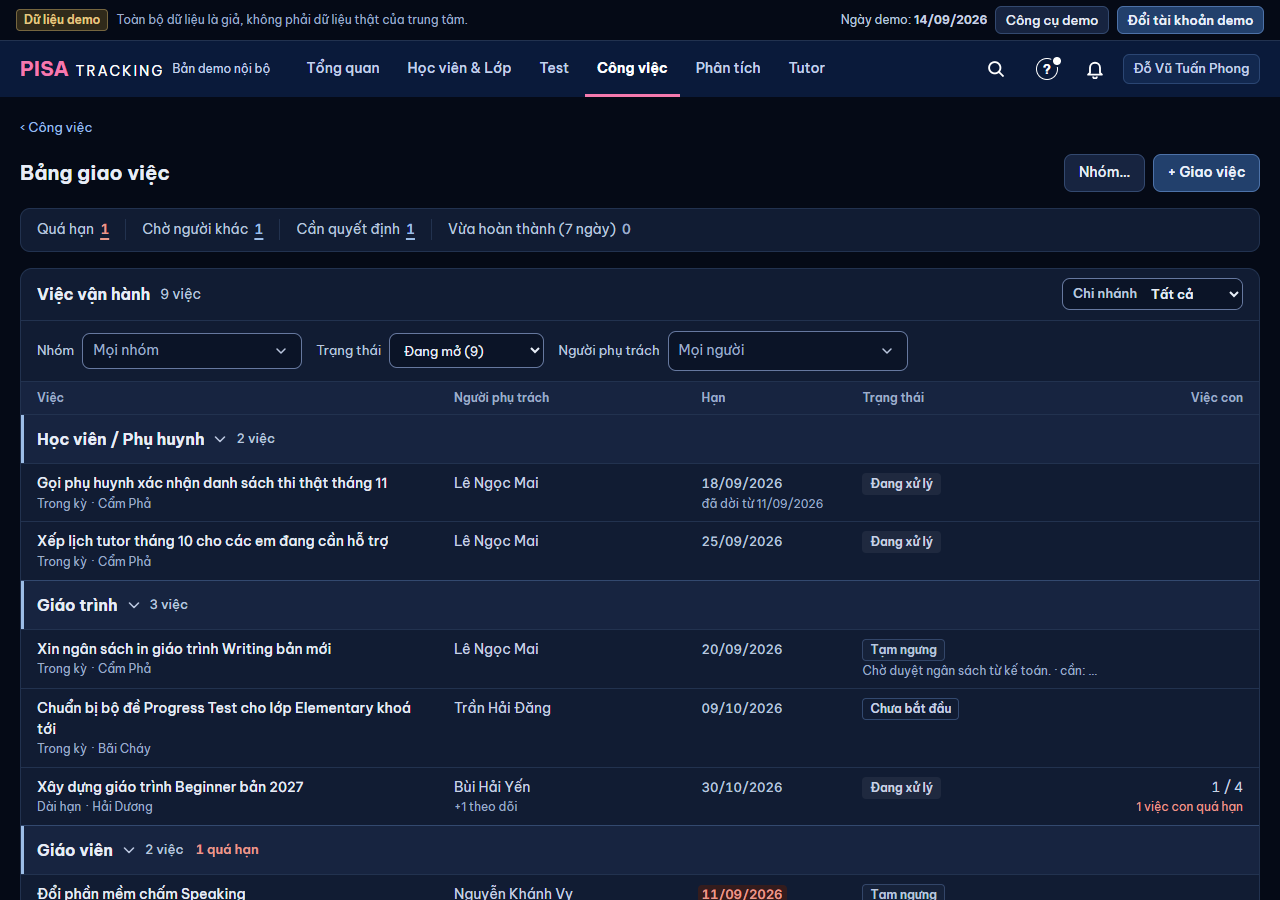 Dữ liệu demo Toàn bộ dữ liệu là giả, không phải dữ liệu thật của trung tâm. Ngày demo: 14/09/2026 Công cụ demo Đổi tài khoản demo
PISA TRACKING Bản demo nội bộ Tổng quan Học viên & Lớp Test Công việc Phân tích Tutor ? Đỗ Vũ Tuấn Phong
‹ Công việc
Bảng giao việc Nhóm... + Giao việc
Quá hạn 1 Chờ người khác 1 Cần quyết định 1 Vừa hoàn thành (7 ngày) 0
Việc vận hành 9 việc Chi nhánh Tất cả
Nhóm Mọi nhóm Trạng thái Đang mở (9) Người phụ trách Mọi người
Việc Người phụ trách Hạn Trạng thái Việc con
Học viên / Phụ huynh 2 việc
Gọi phụ huynh xác nhận danh sách thi thật tháng 11 Lê Ngọc Mai 18/09/2026 Đang xử lý
Trong kỳ · Cẩm Phả đã dời từ 11/09/2026
Xếp lịch tutor tháng 10 cho các em đang cần hỗ trợ Lê Ngọc Mai 25/09/2026 Đang xử lý
Trong kỳ · Cẩm Phả
Giáo trình 3 việc
Xin ngân sách in giáo trình Writing bản mới Lê Ngọc Mai 20/09/2026 Tạm ngưng
Trong kỳ · Cẩm Phả Chờ duyệt ngân sách từ kế toán. · cần: ...
Chuẩn bị bộ đề Progress Test cho lớp Elementary khoá Trần Hải Đăng 09/10/2026 Chưa bắt đầu
tới
Trong kỳ · Bãi Cháy
Xây dựng giáo trình Beginner bản 2027 Bùi Hải Yến 30/10/2026 Đang xử lý 1 / 4
Dài hạn · Hải Dương +1 theo dõi 1 việc con quá hạn
Giáo viên 2 việc 1 quá hạn
Đổi phần mềm chấm Speaking Nguyễn Khánh Vy 11/09/2026 Tạm ngưng